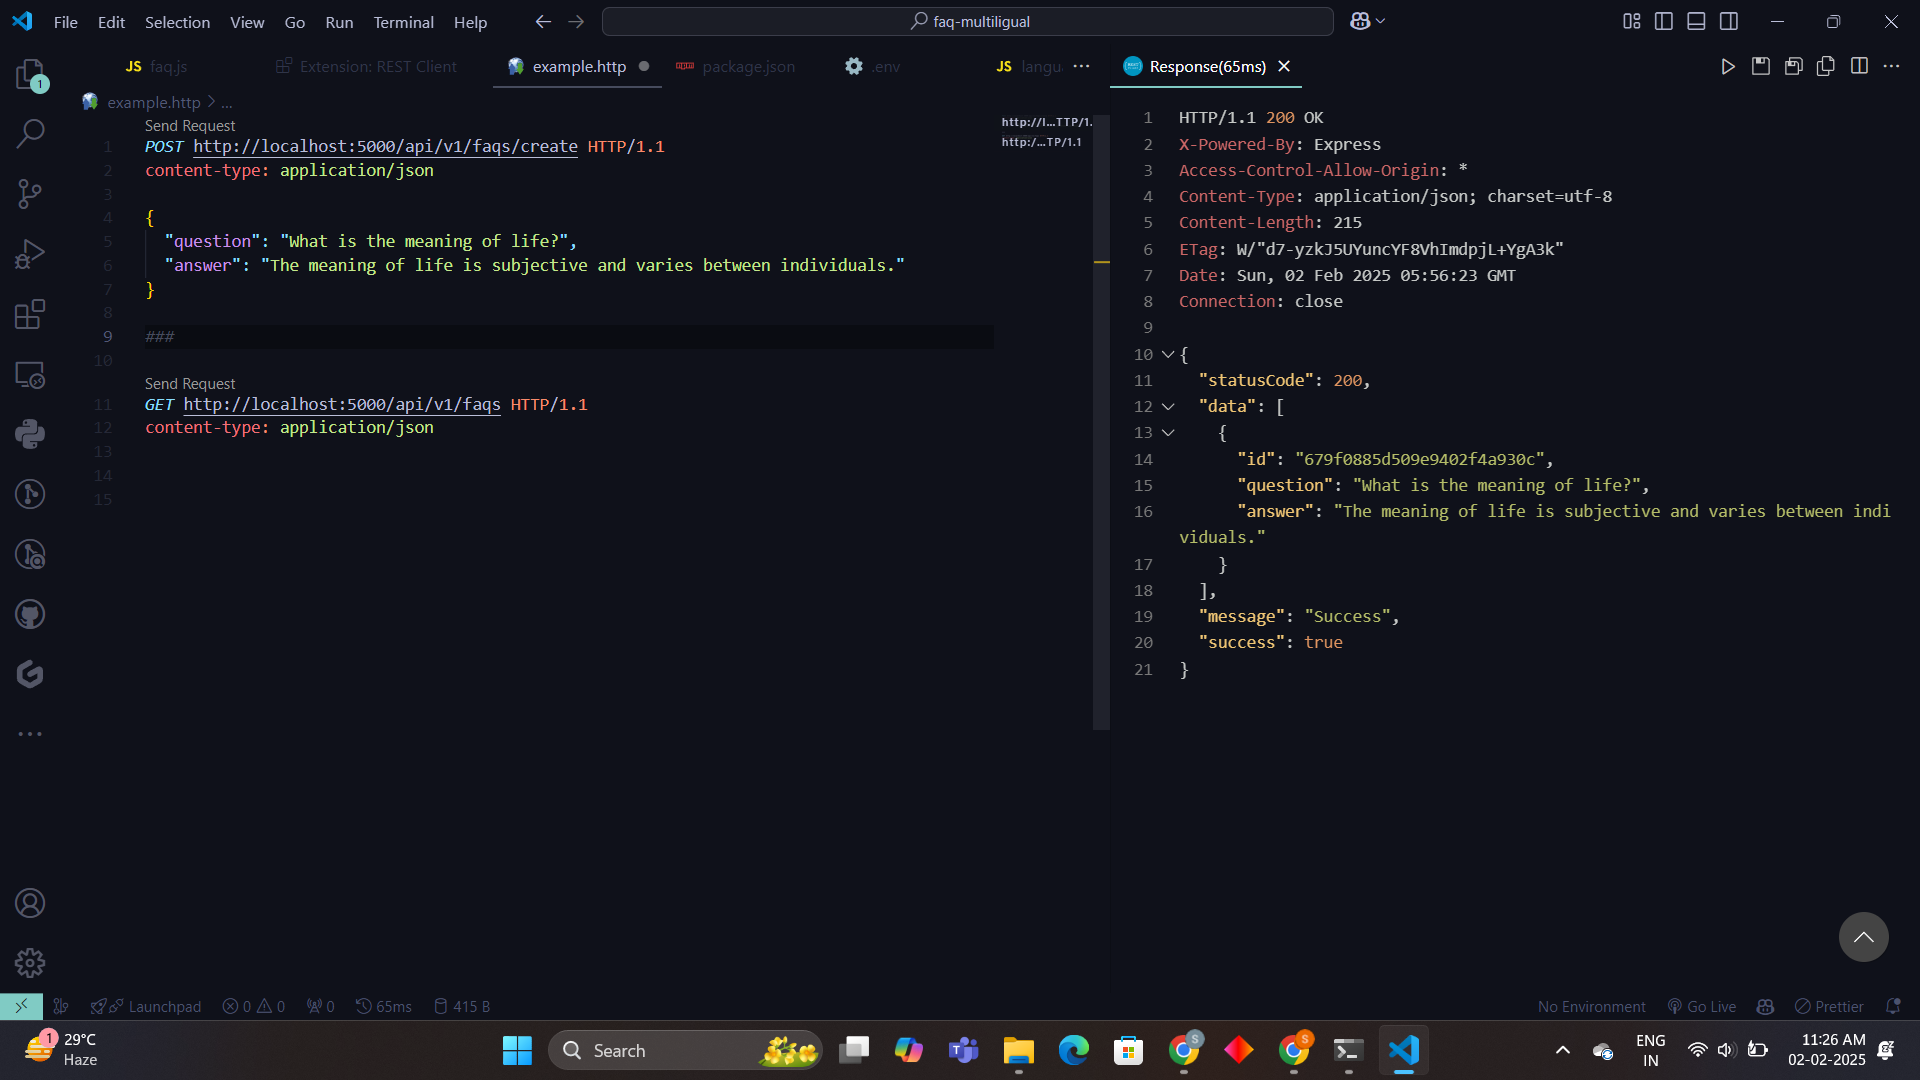 File Edit Selection View Go Run Terminal Help
faq-multiligual
1
JS faq.js
Extension: REST Client
example.http
package.json
.env
JS langu
Response(65ms)
example.http > ...
Send Request
1 POST http://localhost:5000/api/v1/faqs/create HTTP/1.1
2 content-type: application/json
3
4 {
5 "question": "What is the meaning of life?",
6 "answer": "The meaning of life is subjective and varies between individuals."
7 }
8
9 ###
10
Send Request
11 GET http://localhost:5000/api/v1/faqs HTTP/1.1
12 content-type: application/json
13
14
15
http://l…TTP/1.
http:/…TP/1.1
1 HTTP/1.1 200 OK
2 X-Powered-By: Express
3 Access-Control-Allow-Origin: *
4 Content-Type: application/json; charset=utf-8
5 Content-Length: 215
6 ETag: W/"d7-yzkJ5UYuncYF8VhImdpjL+YgA3k"
7 Date: Sun, 02 Feb 2025 05:56:23 GMT
8 Connection: close
9
10 {
11 "statusCode": 200,
12 "data": [
13 {
14 "id": "679f0885d509e9402f4a930c",
15 "question": "What is the meaning of life?",
16 "answer": "The meaning of life is subjective and varies between indi
viduals."
17 }
18 ],
19 "message": "Success",
20 "success": true
21 }
Launchpad 0 0 0 65ms 415 B
No Environment Go Live Prettier
1
29°C
Haze
Search
S
S
ENG
IN
11:26 AM
02-02-2025